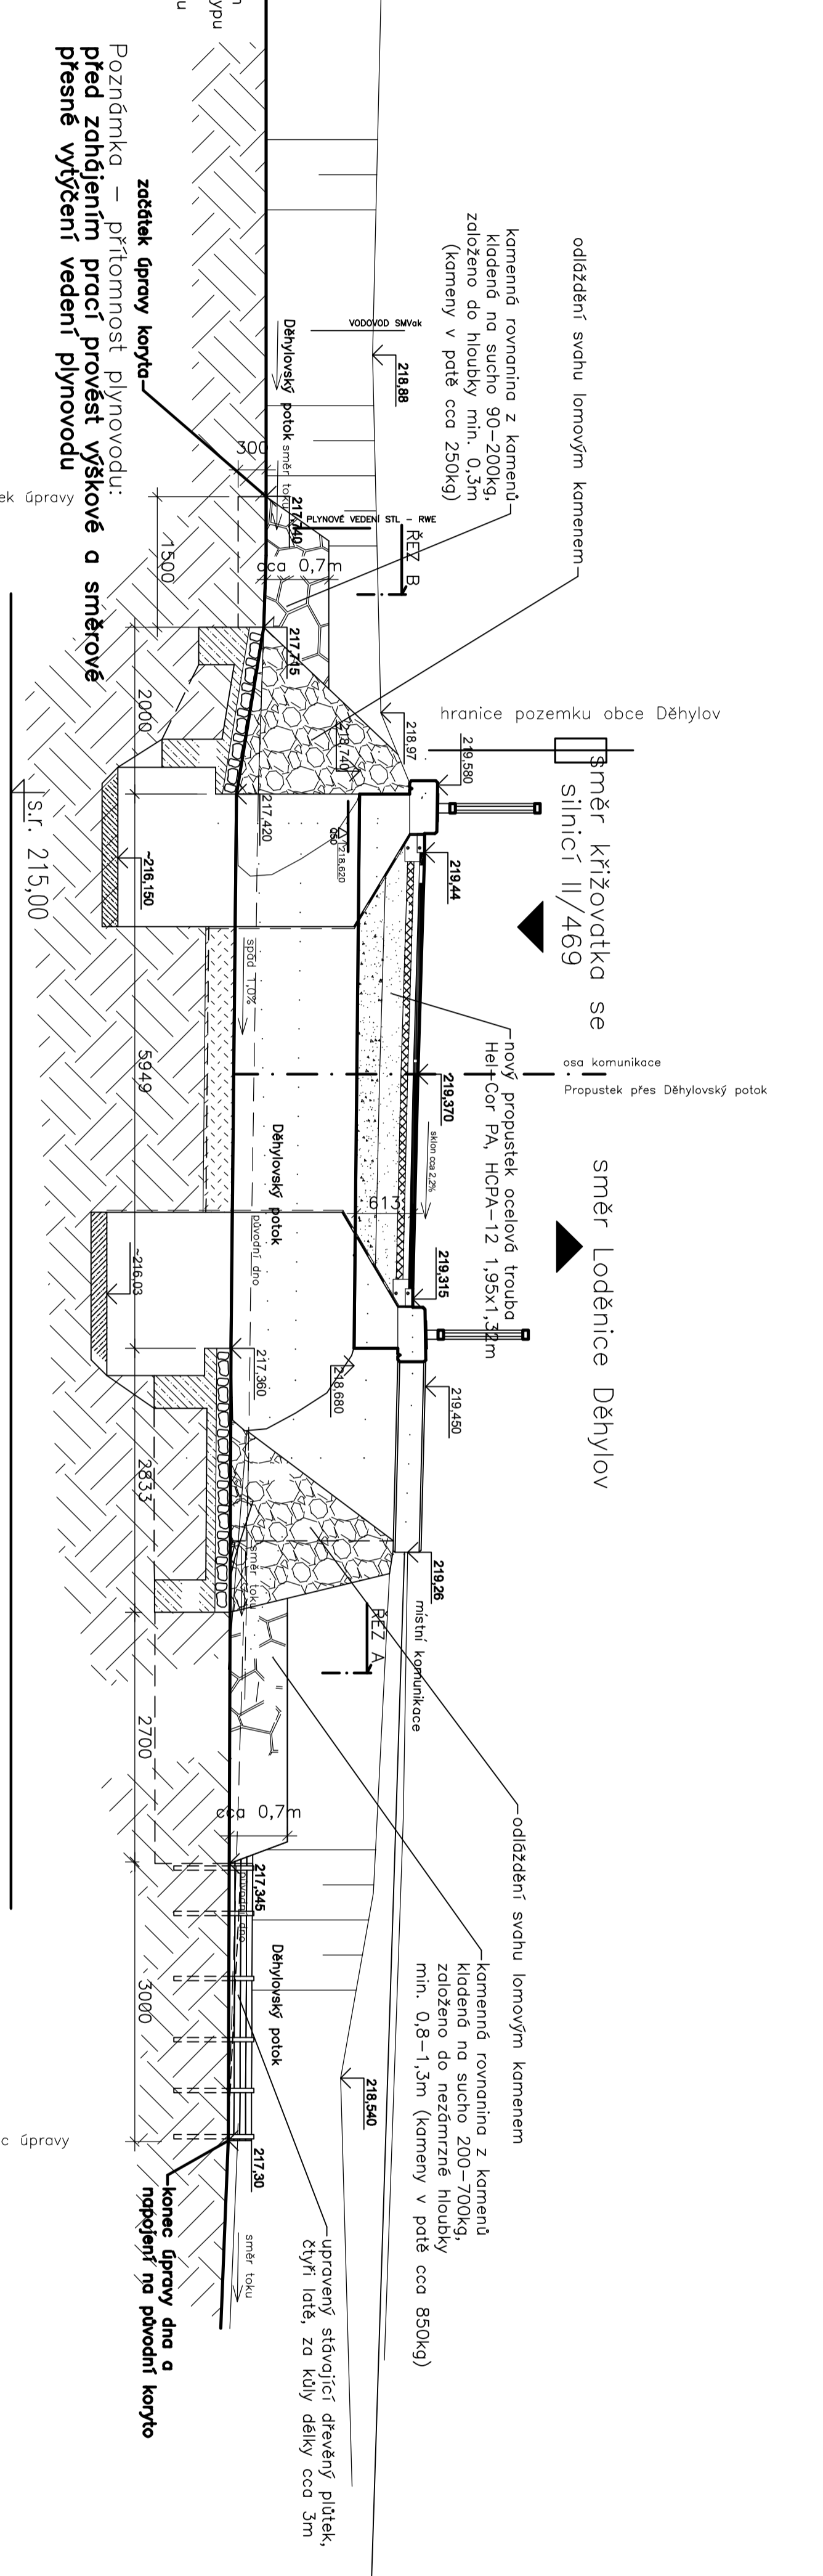 odláždění svahu lomovým kamenem
kamenná rovnanina z kamenů
kladená na sucho 90-200kg,
založeno do hloubky min. 0,3m
(kameny v patě cca 250kg)
VODOVOD SMVak
218,88
Děhylovský potok
směr toku
300
PLYNOVÉ VEDENÍ STL - RWE
ŘEZ B
cca 0,7m
217,715
218,740
218,97
hranice pozemku obce Děhylov
219,580
směr křižovatka se
silnicí II/469
219,44
217,420
218,620
~216,150
spád 1,0%
nový propustek ocelová trouba
Hel-Cor PA, HCPA-12 1,95x1,32m
osa komunikace
Propustek přes Děhylovský potok
219,370
sklon cca 2,2%
613
219,315
směr Loděnice Děhylov
Děhylovský potok
původní dno
~216,03
217,360
218,680
219,450
směr toku
219,26
místní komunikace
ŘEZ A
odláždění svahu lomovým kamenem
kamenná rovnanina z kamenů
kladená na sucho 200-700kg,
založeno do nezámrzné hloubky
min. 0,8-1,3m (kameny v patě cca 850kg)
cca 0,7m
217,345
původní dno
Děhylovský potok
218,540
217,30
směr toku
upravený stávající dřevěný plůtek,
čtyři latě, za kůly délky cca 3m
konec úpravy dna a
napojení na původní koryto
začátek úpravy koryta
Poznámka - přítomnost plynovodu:
před zahájením prací provést výškové a směrové
přesné vytýčení vedení plynovodu
ek úpravy
1500
2000
5949
2833
2700
3000
s.r. 215,00
c úpravy
ypu
u